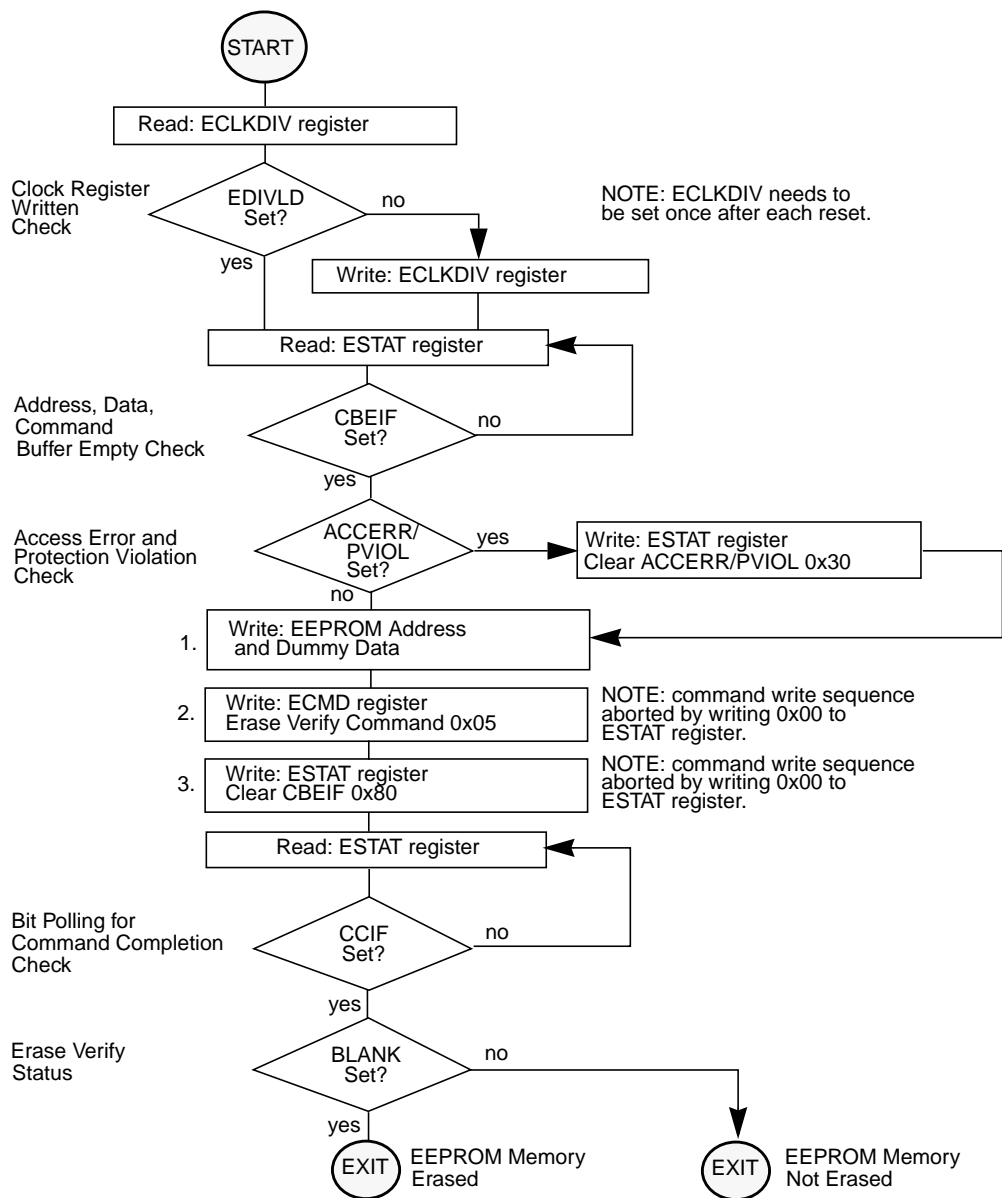 START
Read: ECLKDIV register
Clock Register
Written
Check
EDIVLD
Set?
no
NOTE: ECLKDIV needs to
be set once after each reset.
yes
Write: ECLKDIV register
Read: ESTAT register
Address, Data,
Command
Buffer Empty Check
CBEIF
Set?
no
yes
Access Error and
Protection Violation
Check
ACCERR/
PVIOL
Set?
yes
Write: ESTAT register
Clear ACCERR/PVIOL 0x30
no
1.
Write: EEPROM Address
and Dummy Data
2.
Write: ECMD register
Erase Verify Command 0x05
NOTE: command write sequence
aborted by writing 0x00 to
ESTAT register.
3.
Write: ESTAT register
Clear CBEIF 0x80
NOTE: command write sequence
aborted by writing 0x00 to
ESTAT register.
Read: ESTAT register
Bit Polling for
Command Completion
Check
CCIF
Set?
no
yes
Erase Verify
Status
BLANK
Set?
no
yes
EXIT
EEPROM Memory
Erased
EXIT
EEPROM Memory
Not Erased